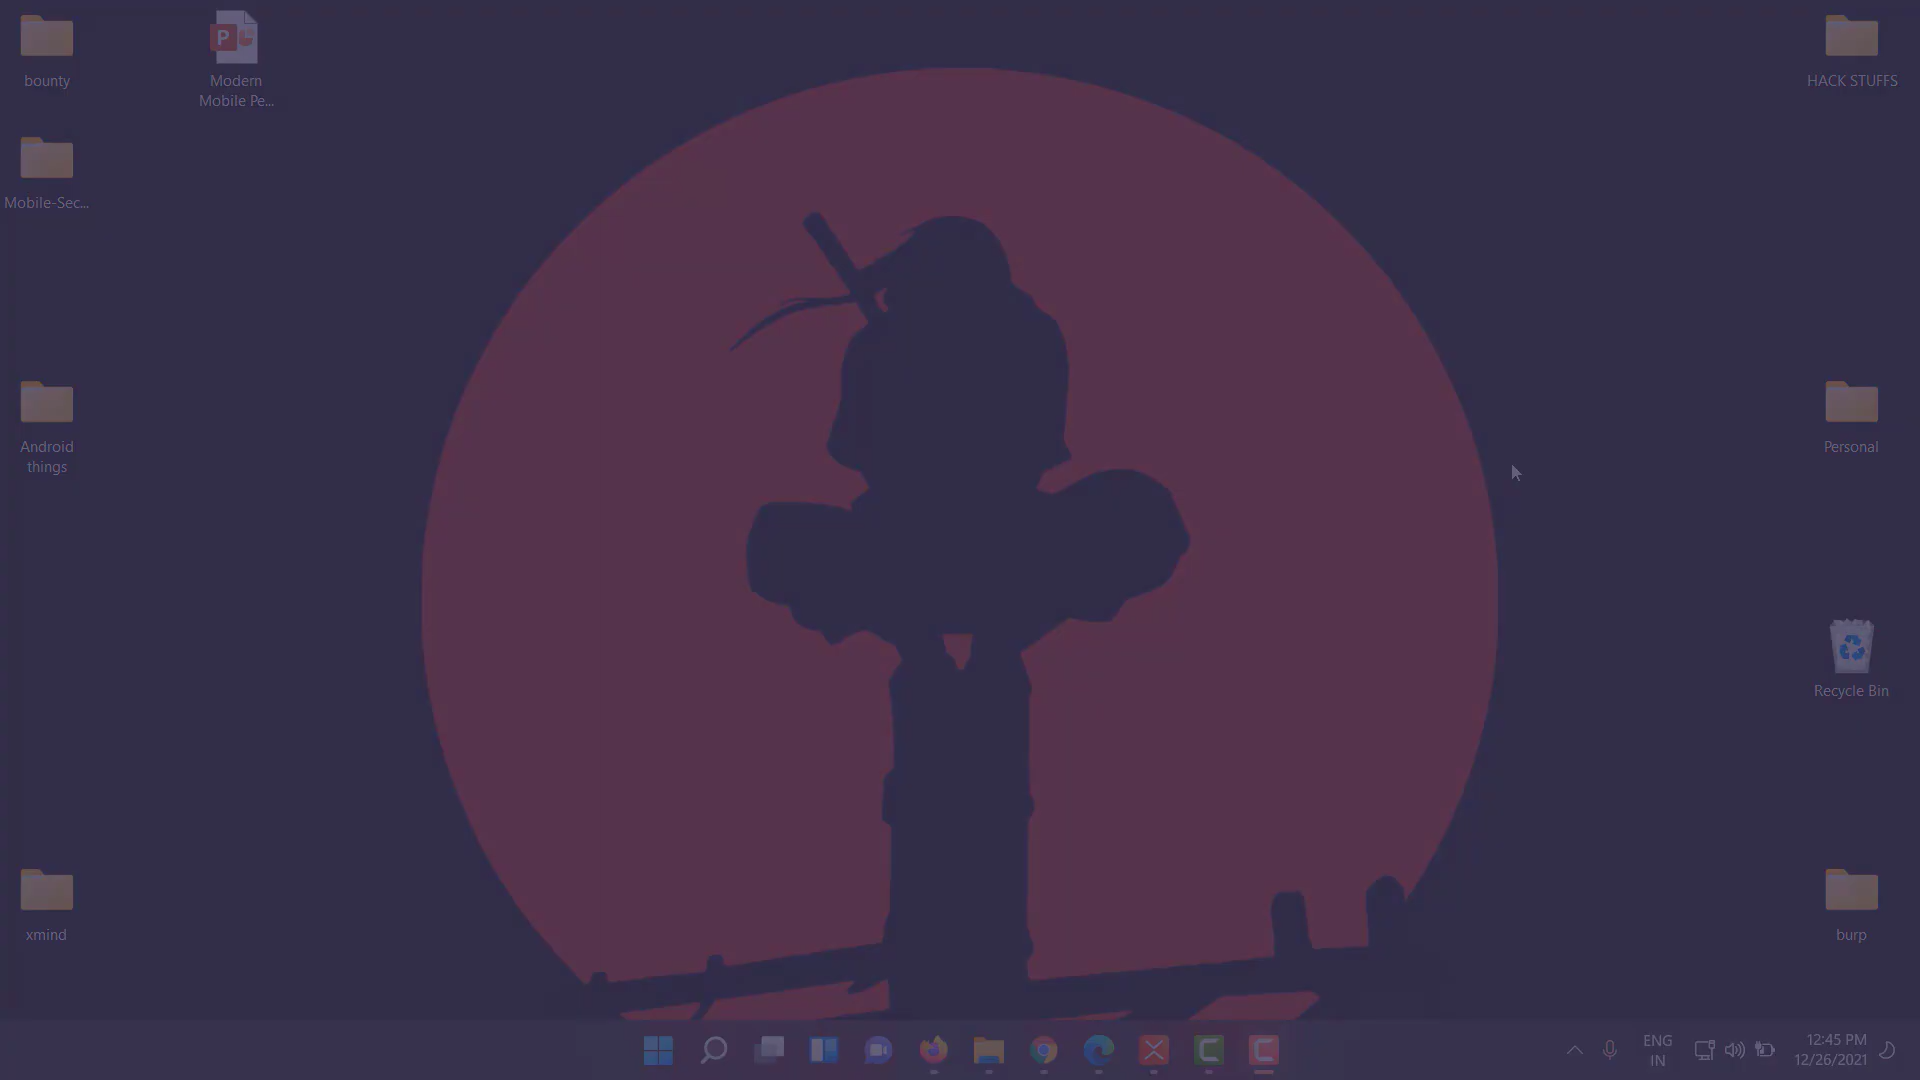 bounty
Modern
Mobile Pe...
HACK STUFFS
Mobile-Sec...
Android
things
Personal
Recycle Bin
xmind
burp
ENG
IN
12:45 PM
12/26/2021